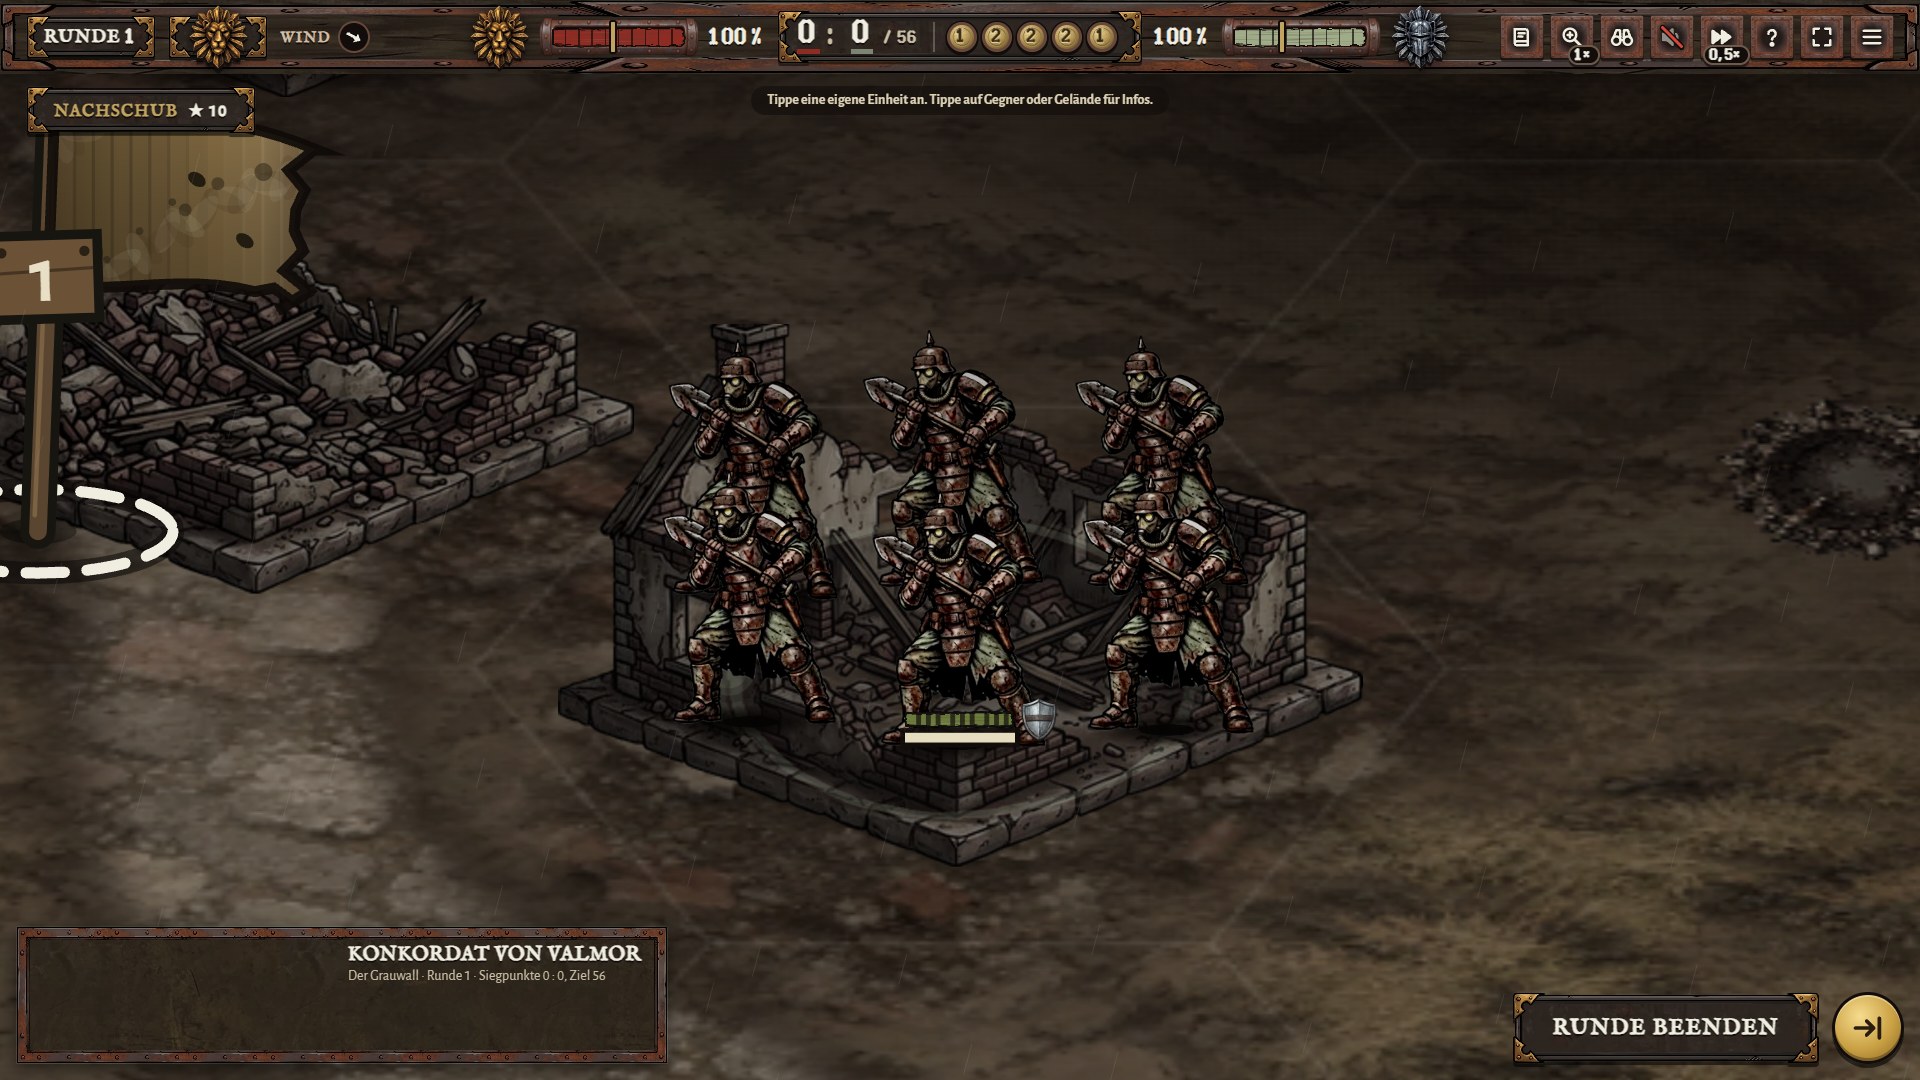 RUNDE 1
WIND
100%
0 : 0 / 56
1 2 2 2 1
100%
1×
0,5×
?
NACHSCHUB ★ 10
Tippe eine eigene Einheit an. Tippe auf Gegner oder Gelände für Infos.
1
KONKORDAT VON VALMOR
Der Grauwall · Runde 1 · Siegpunkte 0 : 0, Ziel 56
RUNDE BEENDEN